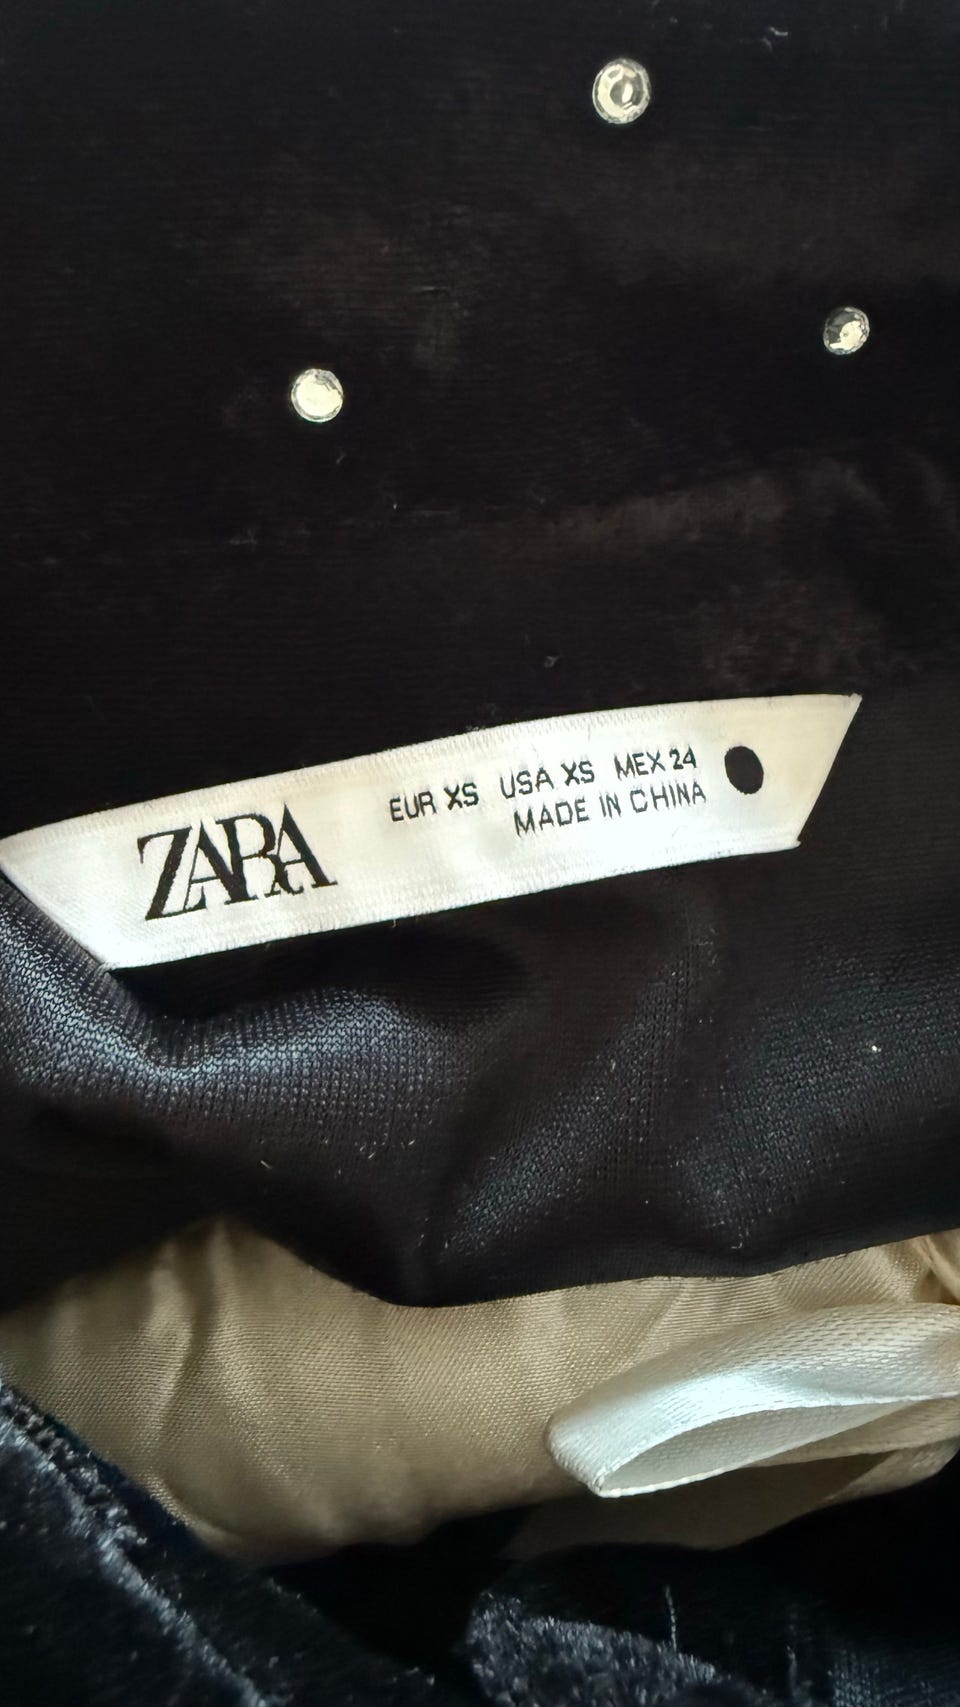 ZARA
EUR XS USA XS MEX 24
MADE IN CHINA